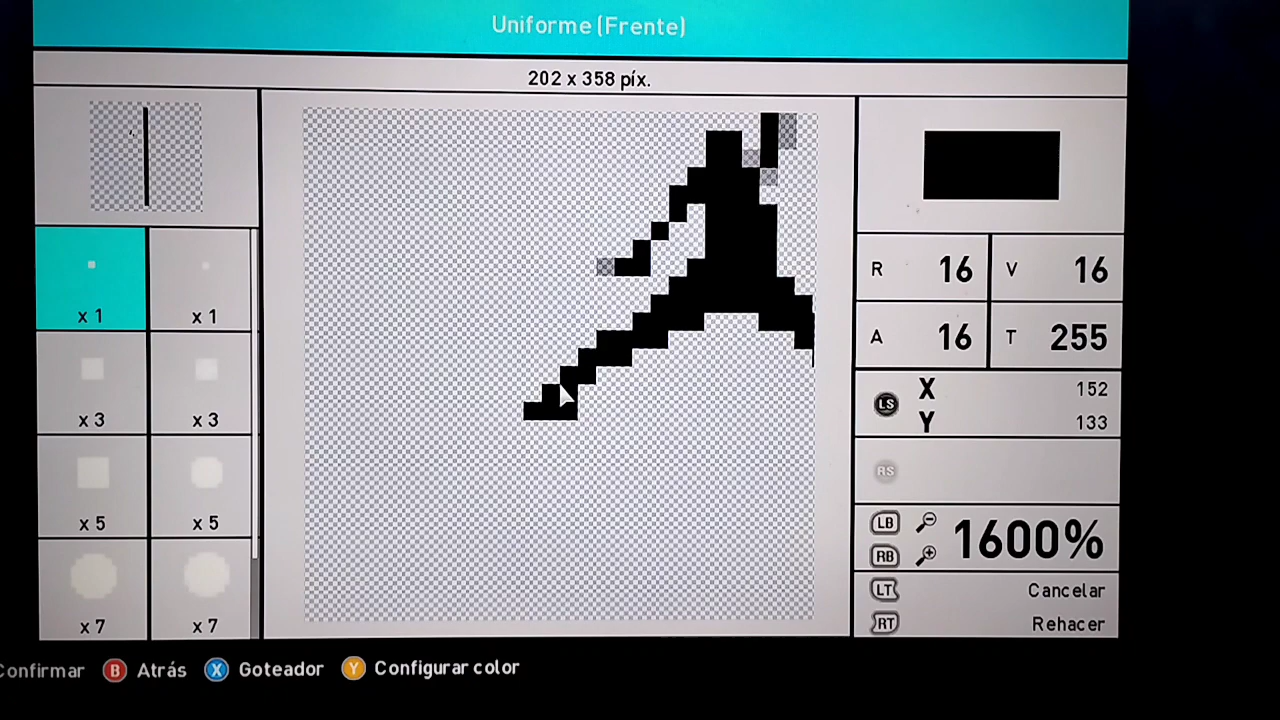 Uniforme (Frente)
202 x 358 píx.
x 1
x 1
x 3
x 3
x 5
x 5
x 7
x 7
R 16
V 16
A 16
T 255
LS X 152
Y 133
RS
LB 1600%
RB
LT Cancelar
RT Rehacer
onfirmar B Atrás X Goteador Y Configurar color